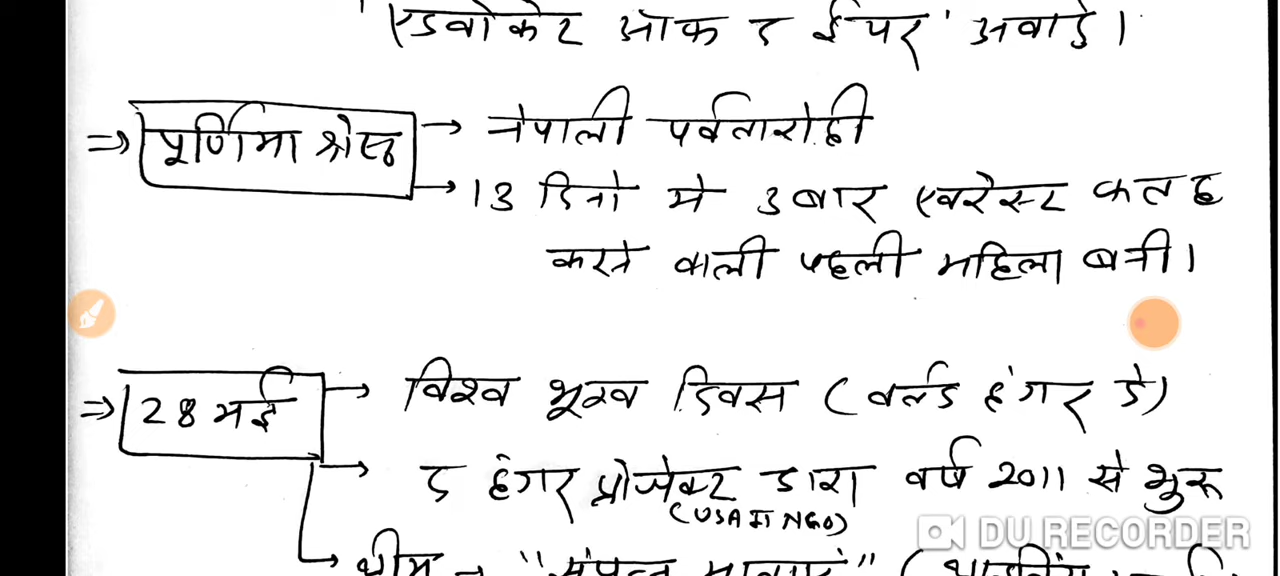 'एडवोकेट ऑफ द ईयर' अवार्ड।
⇒ पूर्णिमा श्रेष्ठ → नेपाली पर्वतारोही
→ 13 दिनो मे 3 बार एवरेस्ट फतह
करने वाली पहली महिला बनी।
⇒ 28 मई → विश्व भूख दिवस (वर्ल्ड हंगर डे)
→ द हंगर प्रोजेक्ट द्वारा वर्ष 2011 से शुरू
(USA का NGO)
→ थीम →
DU RECORDER